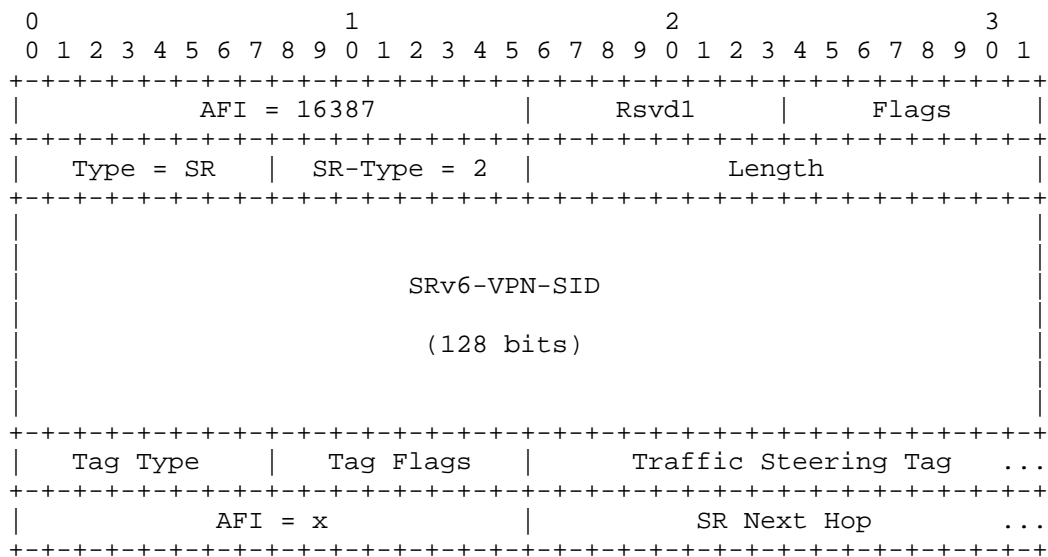 0                   1                   2                   3
 0 1 2 3 4 5 6 7 8 9 0 1 2 3 4 5 6 7 8 9 0 1 2 3 4 5 6 7 8 9 0 1
+-+-+-+-+-+-+-+-+-+-+-+-+-+-+-+-+-+-+-+-+-+-+-+-+-+-+-+-+-+-+-+-+
|           AFI = 16387           |     Rsvd1     |     Flags     |
+-+-+-+-+-+-+-+-+-+-+-+-+-+-+-+-+-+-+-+-+-+-+-+-+-+-+-+-+-+-+-+-+
|   Type = SR   |  SR-Type = 2  |            Length             |
+-+-+-+-+-+-+-+-+-+-+-+-+-+-+-+-+-+-+-+-+-+-+-+-+-+-+-+-+-+-+-+-+
|                                                               |
|                                                               |
|                        SRv6-VPN-SID                           |
|                                                               |
|                         (128 bits)                            |
|                                                               |
|                                                               |
+-+-+-+-+-+-+-+-+-+-+-+-+-+-+-+-+-+-+-+-+-+-+-+-+-+-+-+-+-+-+-+-+
|   Tag Type    |   Tag Flags   |      Traffic Steering Tag   ...
+-+-+-+-+-+-+-+-+-+-+-+-+-+-+-+-+-+-+-+-+-+-+-+-+-+-+-+-+-+-+-+-+
|            AFI = x            |          SR Next Hop        ...
+-+-+-+-+-+-+-+-+-+-+-+-+-+-+-+-+-+-+-+-+-+-+-+-+-+-+-+-+-+-+-+-+